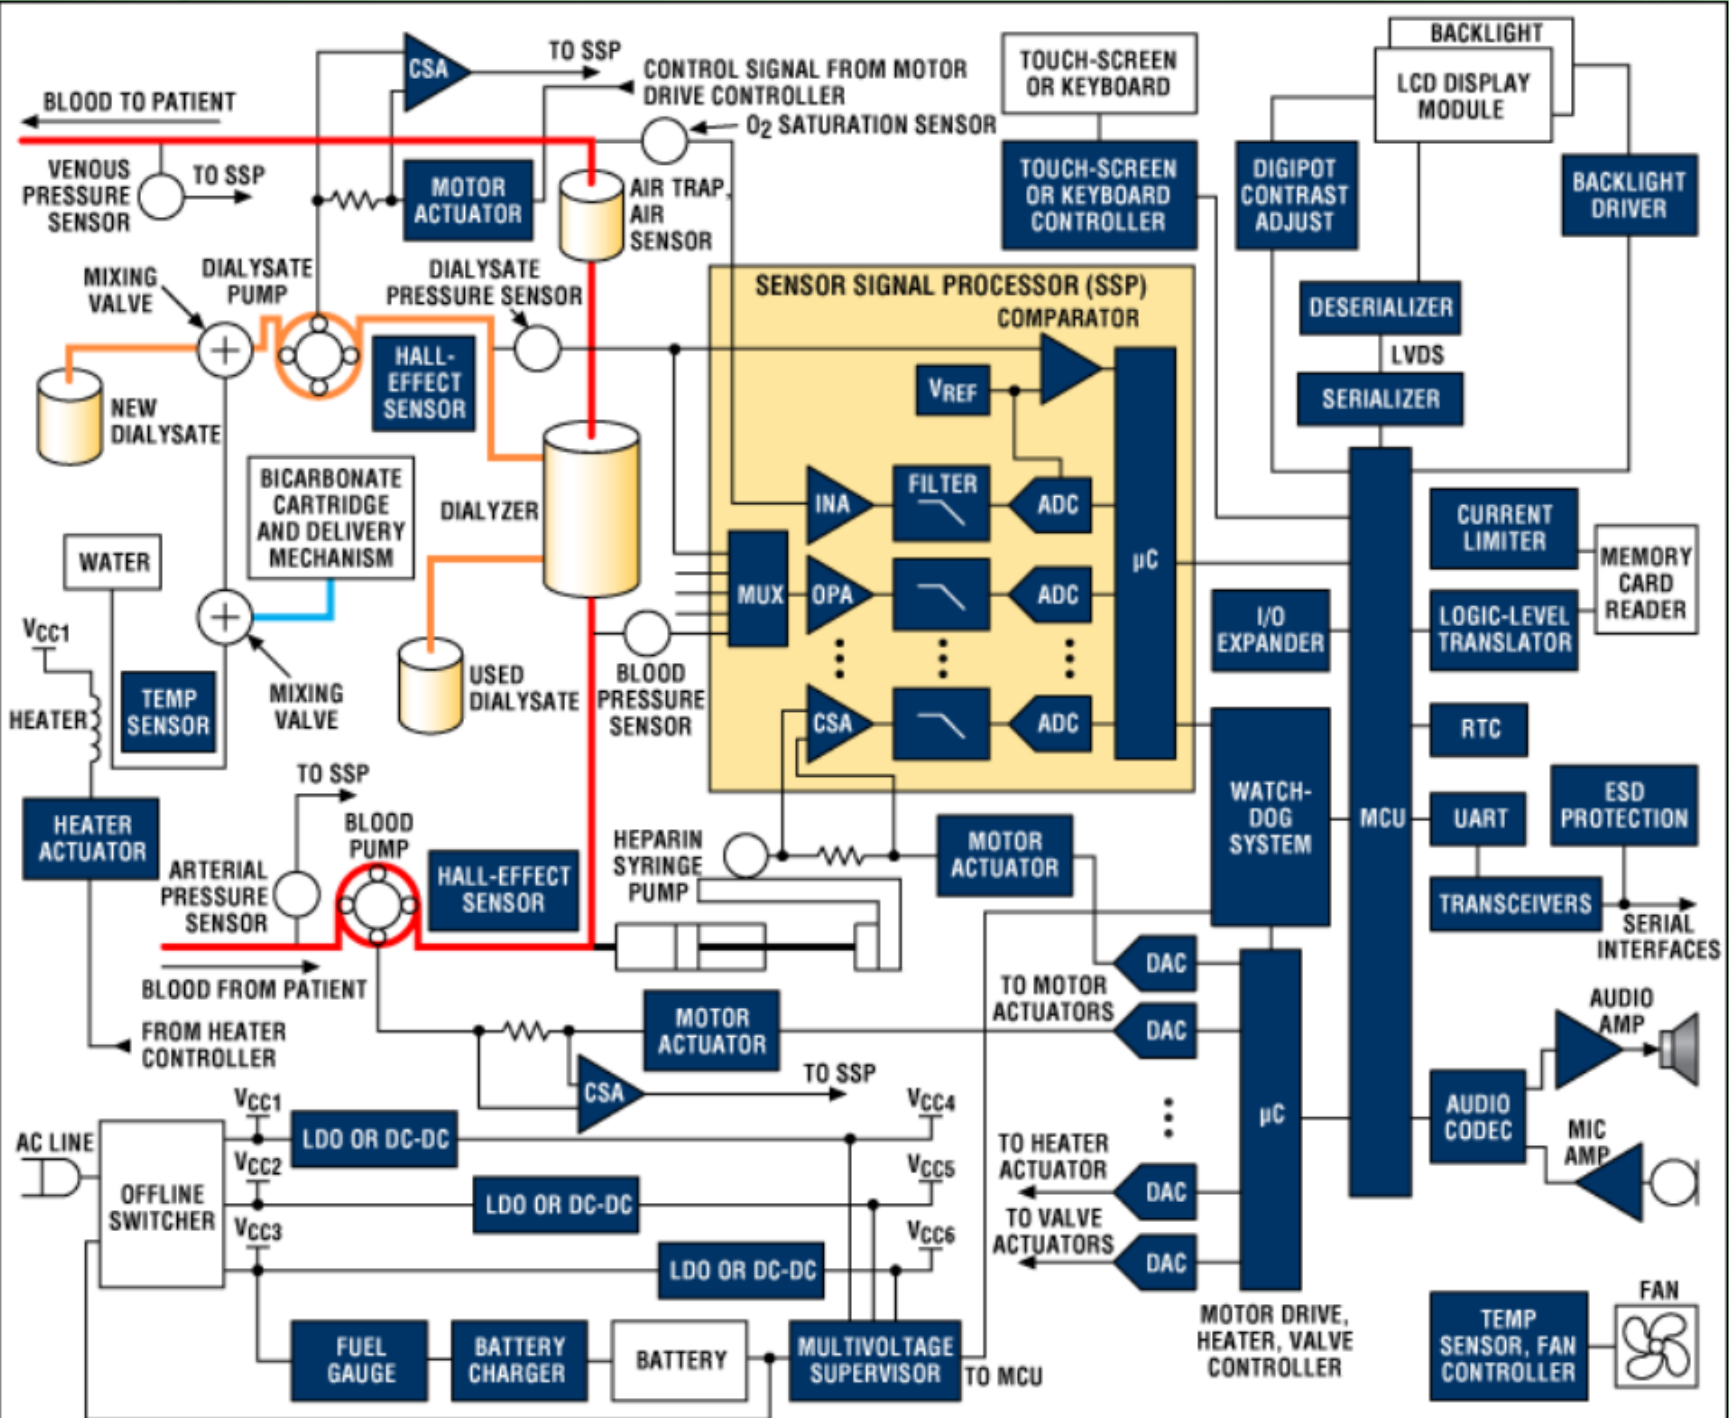 BACKLIGHT
LCD DISPLAY
MODULE
TOUCH-SCREEN
OR KEYBOARD
CSA
TO SSP
CONTROL SIGNAL FROM MOTOR
DRIVE CONTROLLER
O2 SATURATION SENSOR
BLOOD TO PATIENT
VENOUS
PRESSURE
SENSOR
TO SSP
MOTOR
ACTUATOR
AIR TRAP,
AIR
SENSOR
TOUCH-SCREEN
OR KEYBOARD
CONTROLLER
DIGIPOT
CONTRAST
ADJUST
BACKLIGHT
DRIVER
MIXING
VALVE
DIALYSATE
PUMP
DIALYSATE
PRESSURE SENSOR
SENSOR SIGNAL PROCESSOR (SSP)
COMPARATOR
DESERIALIZER
LVDS
SERIALIZER
HALL-
EFFECT
SENSOR
VREF
NEW
DIALYSATE
BICARBONATE
CARTRIDGE
AND DELIVERY
MECHANISM
DIALYZER
INA
FILTER
ADC
µC
CURRENT
LIMITER
MEMORY
CARD
READER
WATER
MUX
OPA
ADC
I/O
EXPANDER
LOGIC-LEVEL
TRANSLATOR
VCC1
HEATER
TEMP
SENSOR
MIXING
VALVE
USED
DIALYSATE
BLOOD
PRESSURE
SENSOR
CSA
ADC
RTC
TO SSP
HEATER
ACTUATOR
BLOOD
PUMP
ARTERIAL
PRESSURE
SENSOR
HALL-EFFECT
SENSOR
HEPARIN
SYRINGE
PUMP
MOTOR
ACTUATOR
WATCH-
DOG
SYSTEM
MCU
UART
ESD
PROTECTION
TRANSCEIVERS
SERIAL
INTERFACES
BLOOD FROM PATIENT
FROM HEATER
CONTROLLER
MOTOR
ACTUATOR
TO MOTOR
ACTUATORS
DAC
DAC
CSA
TO SSP
AUDIO
AMP
AUDIO
CODEC
MIC
AMP
µC
AC LINE
OFFLINE
SWITCHER
VCC1
LDO OR DC-DC
VCC4
VCC2
LDO OR DC-DC
VCC5
VCC3
LDO OR DC-DC
VCC6
TO HEATER
ACTUATOR
DAC
TO VALVE
ACTUATORS
DAC
FUEL
GAUGE
BATTERY
CHARGER
BATTERY
MULTIVOLTAGE
SUPERVISOR
TO MCU
MOTOR DRIVE,
HEATER, VALVE
CONTROLLER
TEMP
SENSOR, FAN
CONTROLLER
FAN